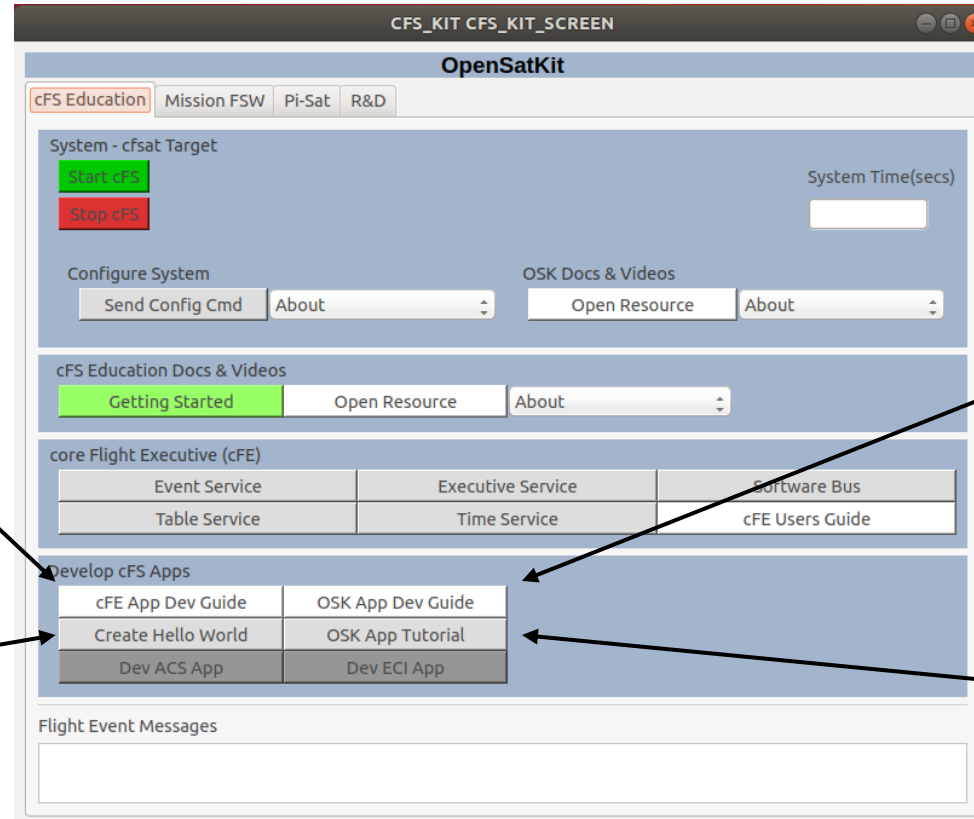 CFS_KIT CFS_KIT_SCREEN
OpenSatKit
cFS Education Mission FSW Pi-Sat R&D
System - cfsat Target
Start cFS
System Time(secs)
Stop cFS
Configure System OSK Docs & Videos
Send Config Cmd About Open Resource About
cFS Education Docs & Videos
Getting Started Open Resource About
core Flight Executive (cFE)
Event Service Executive Service Software Bus
Table Service Time Service cFE Users Guide
Develop cFS Apps
cFE App Dev Guide OSK App Dev Guide
Create Hello World OSK App Tutorial
Dev ACS App Dev ECI App
Flight Event Messages